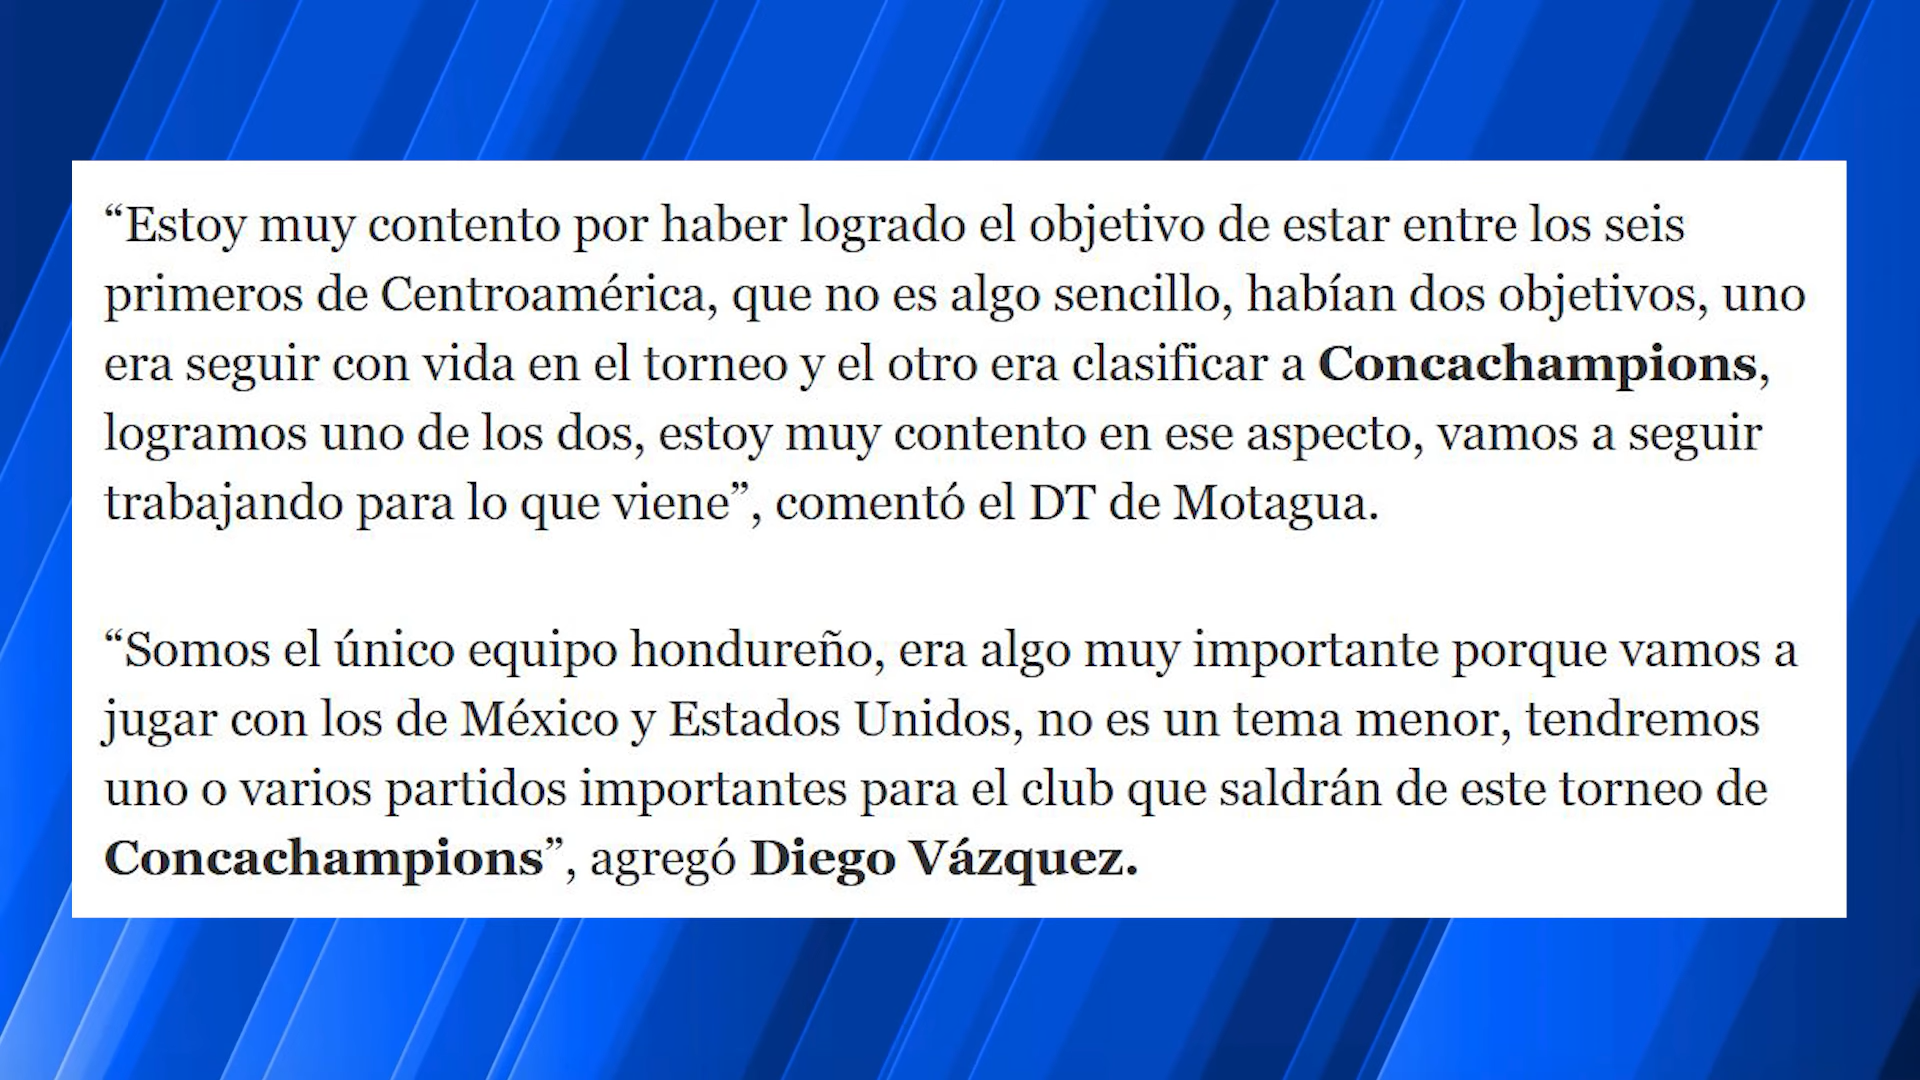 “Estoy muy contento por haber logrado el objetivo de estar entre los seis
primeros de Centroamérica, que no es algo sencillo, habían dos objetivos, uno
era seguir con vida en el torneo y el otro era clasificar a Concachampions,
logramos uno de los dos, estoy muy contento en ese aspecto, vamos a seguir
trabajando para lo que viene”, comentó el DT de Motagua.
“Somos el único equipo hondureño, era algo muy importante porque vamos a
jugar con los de México y Estados Unidos, no es un tema menor, tendremos
uno o varios partidos importantes para el club que saldrán de este torneo de
Concachampions”, agregó Diego Vázquez.